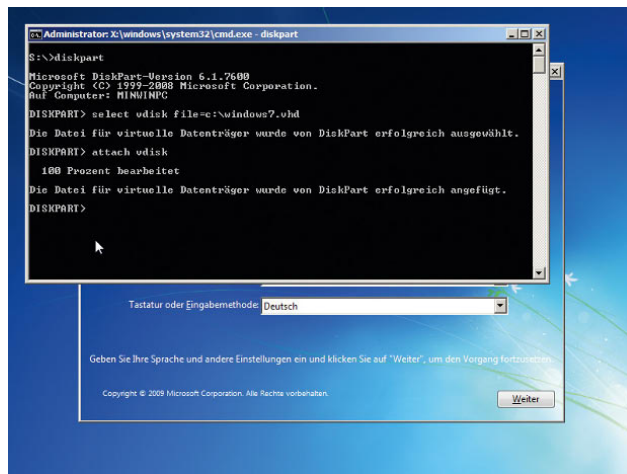 Administrator: X:\windows\system32\cmd.exe - diskpart
S:\>diskpart
Microsoft DiskPart-Version 6.1.7600
Copyright (C) 1999-2008 Microsoft Corporation.
Auf Computer: MINWINPC
DISKPART> select vdisk file=c:\windows7.vhd
Die Datei für virtuelle Datenträger wurde von DiskPart erfolgreich ausgewählt.
DISKPART> attach vdisk
100 Prozent bearbeitet
Die Datei für virtuelle Datenträger wurde von DiskPart erfolgreich angefügt.
DISKPART>
Tastatur oder Eingabemethode: Deutsch
Geben Sie Ihre Sprache und andere Einstellungen ein und klicken Sie auf "Weiter", um den Vorgang fortzusetzen.
Copyright © 2009 Microsoft Corporation. Alle Rechte vorbehalten.
Weiter